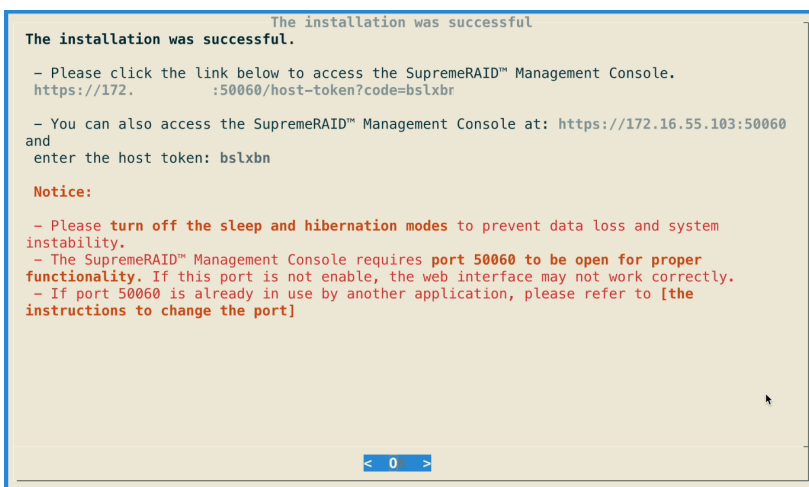 The installation was successful
The installation was successful.
- Please click the link below to access the SupremeRAID™ Management Console.
https://172. :50060/host-token?code=bslxbn
- You can also access the SupremeRAID™ Management Console at: https://172.16.55.103:50060
and
enter the host token: bslxbn
Notice:
- Please turn off the sleep and hibernation modes to prevent data loss and system
instability.
- The SupremeRAID™ Management Console requires port 50060 to be open for proper
functionality. If this port is not enable, the web interface may not work correctly.
- If port 50060 is already in use by another application, please refer to [the
instructions to change the port]